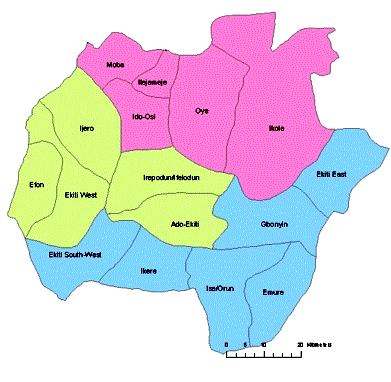 Moba
Ilejemeje
Oye
Ido-Osi
Ijero
Ikole
Ekiti East
Irepodun/Ifelodun
Efon
Ekiti West
Ado-Ekiti
Gbonyin
Ekiti South-West
Ikere
Ise/Orun
Emure
0 5 10 20 Kilometers